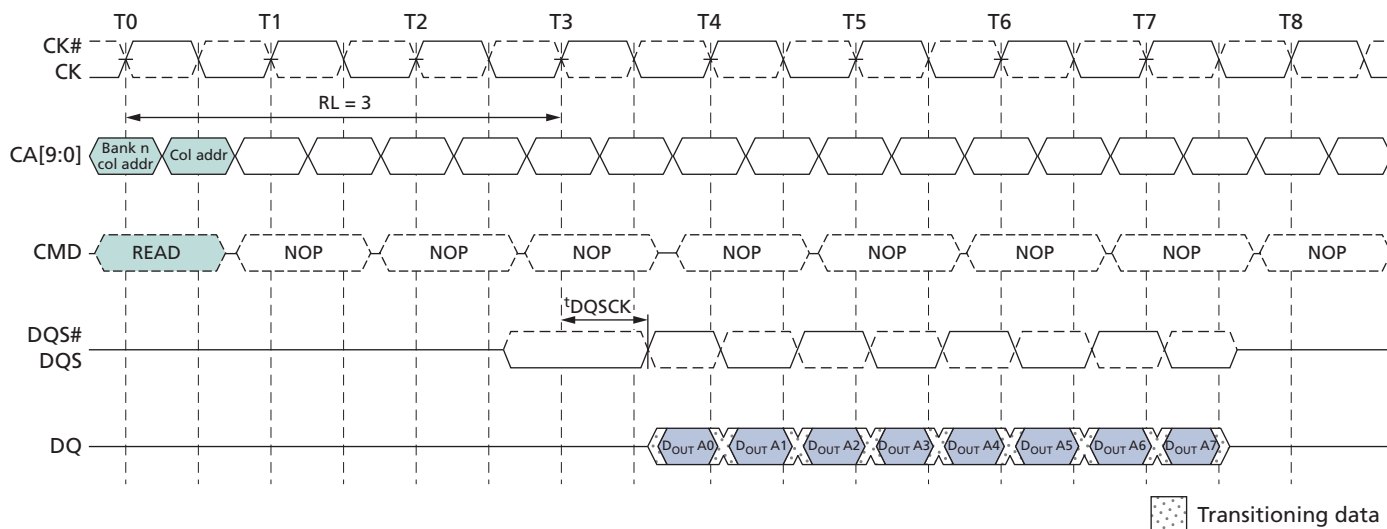 T0 T1 T2 T3 T4 T5 T6 T7 T8
CK#
CK
RL = 3
CA[9:0]
Bank n
col addr
Col addr
CMD READ NOP NOP NOP NOP NOP NOP NOP NOP
tDQSCK
DQS#
DQS
DQ DOUT A0 DOUT A1 DOUT A2 DOUT A3 DOUT A4 DOUT A5 DOUT A6 DOUT A7
Transitioning data